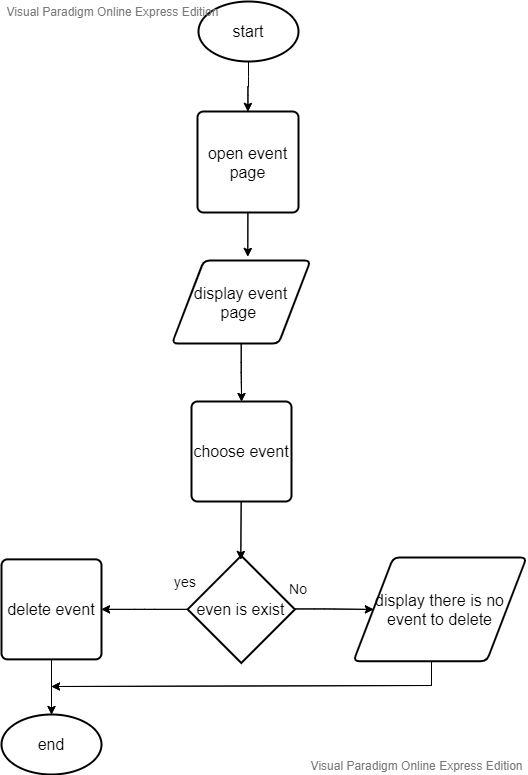 Visual Paradigm Online Express Edition
start
open event
page
display event
page
choose event
yes
No
delete event
even is exist
display there is no
event to delete
end
Visual Paradigm Online Express Edition